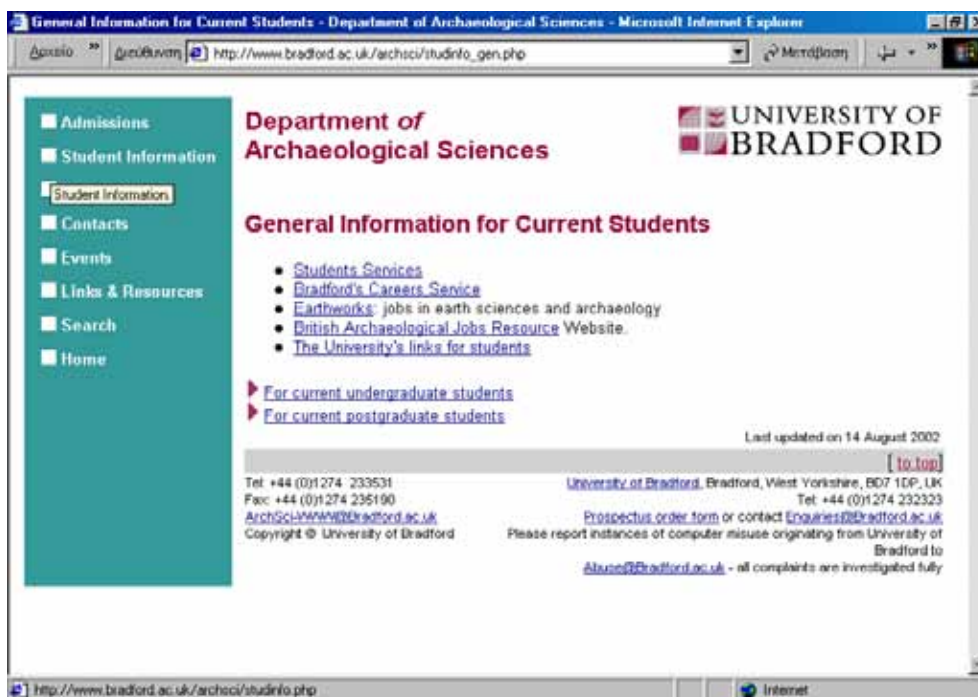 General Information for Current Students - Department of Archaeological Sciences - Microsoft Internet Explorer
Αρχείο » Διεύθυνση http://www.bradford.ac.uk/archsci/studinfo_gen.php Μετάβαση »
Admissions
Student Information
Student Information
Contacts
Events
Links & Resources
Search
Home
Department of
Archaeological Sciences
UNIVERSITY OF
BRADFORD
General Information for Current Students
• Students Services
• Bradford's Careers Service
• Earthworks: jobs in earth sciences and archaeology
• British Archaeological Jobs Resource Website.
• The University's links for students
For current undergraduate students
For current postgraduate students
Last updated on 14 August 2002
[ to top]
Tel: +44 (0)1274 233531
Fax: +44 (0)1274 235190
ArchSci-WWW@Bradford.ac.uk
Copyright © University of Bradford
University of Bradford, Bradford, West Yorkshire, BD7 1DP, UK
Tel: +44 (0)1274 232323
Prospectus order form or contact Enquiries@Bradford.ac.uk
Please report instances of computer misuse originating from University of
Bradford to
Abuse@Bradford.ac.uk - all complaints are investigated fully
http://www.bradford.ac.uk/archsci/studinfo.php Internet